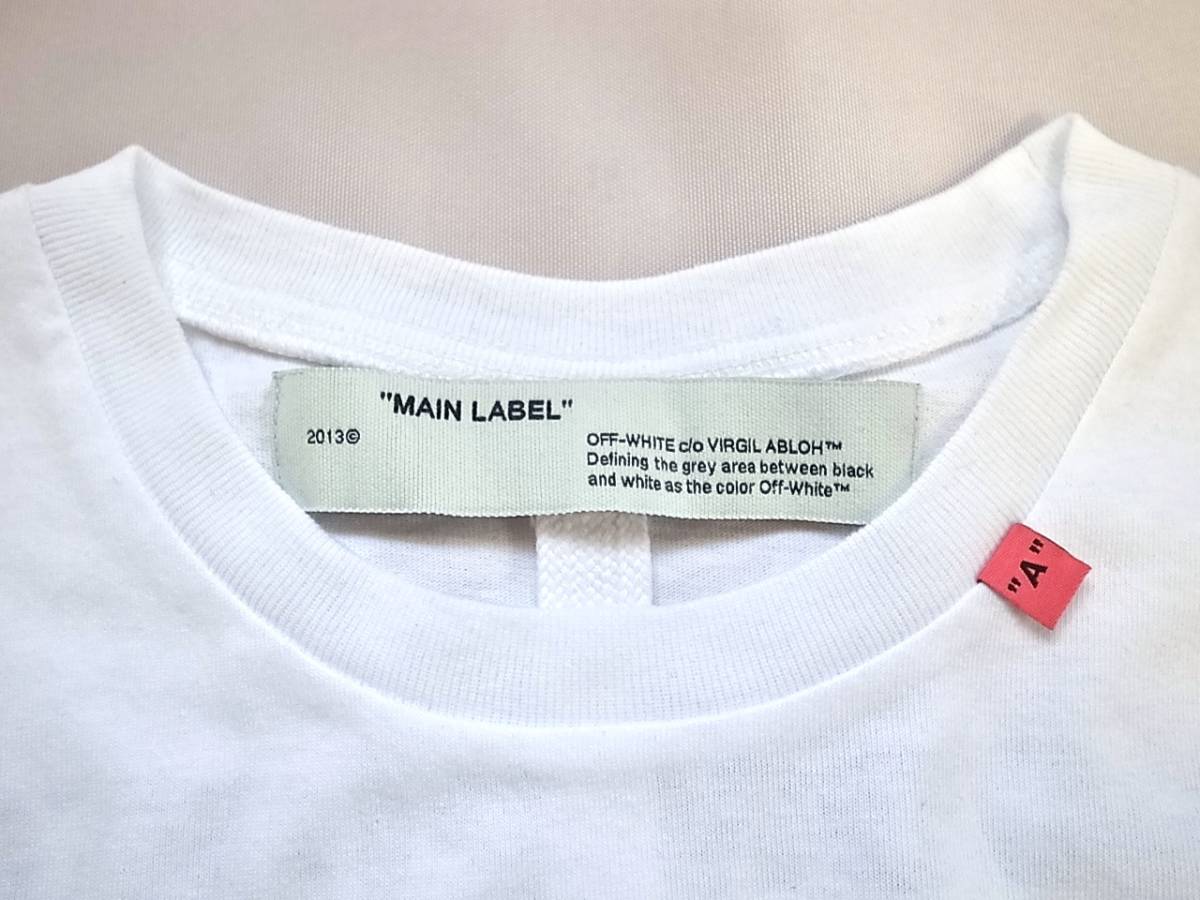 "MAIN LABEL"
2013©
OFF-WHITE c/o VIRGIL ABLOH™
Defining the grey area between black
and white as the color Off-White™
"A"